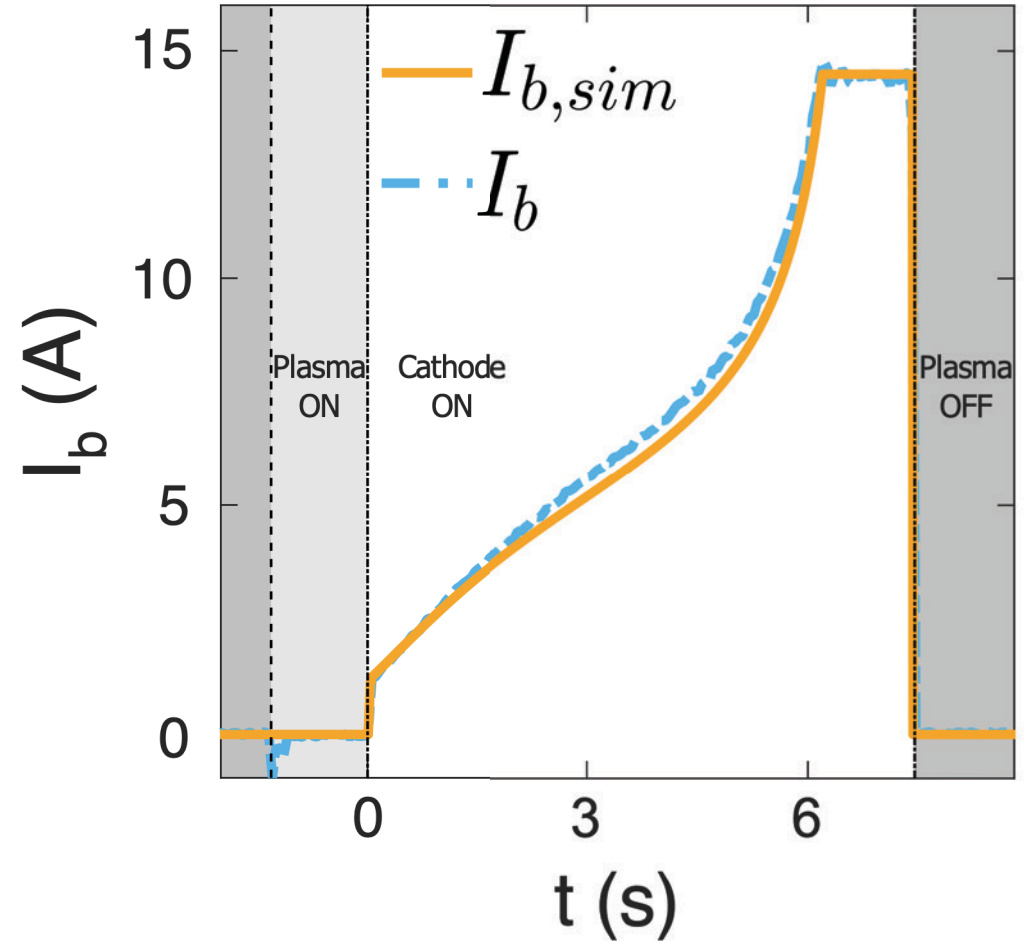 15
10
5
0
I_b (A)
I_{b,sim}
I_b
Plasma
ON
Cathode
ON
Plasma
OFF
0 3 6
t (s)